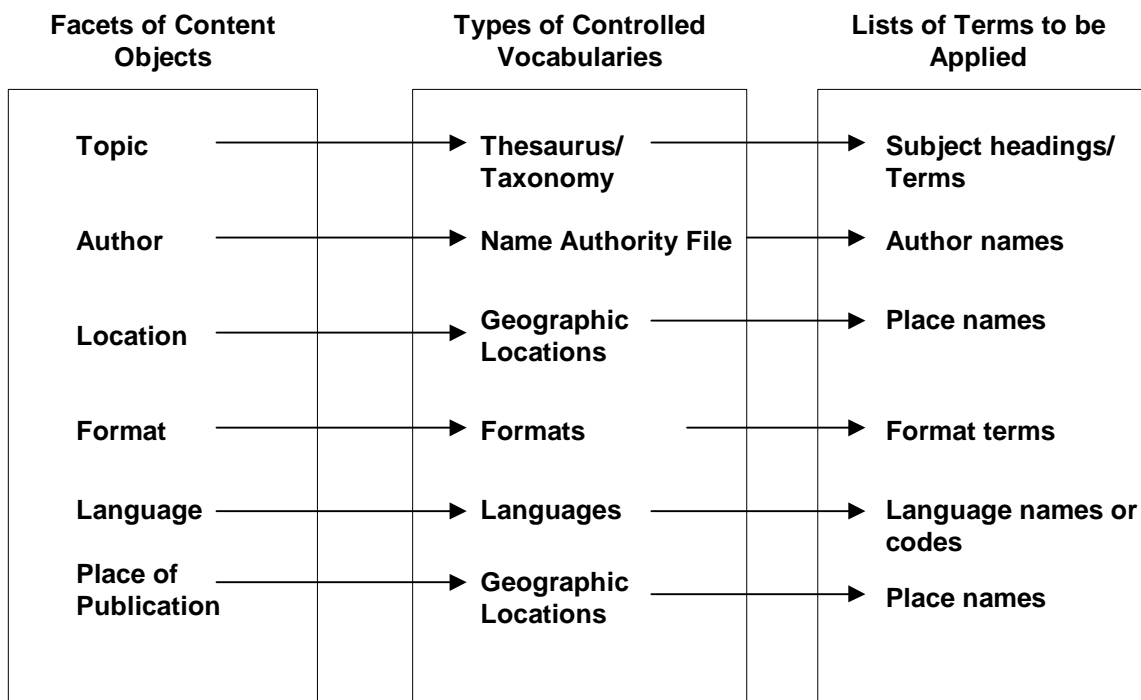 Facets of Content
Objects
Types of Controlled
Vocabularies
Lists of Terms to be
Applied
Topic
Thesaurus/
Taxonomy
Subject headings/
Terms
Author
Name Authority File
Author names
Location
Geographic
Locations
Place names
Format
Formats
Format terms
Language
Languages
Language names or
codes
Place of
Publication
Geographic
Locations
Place names